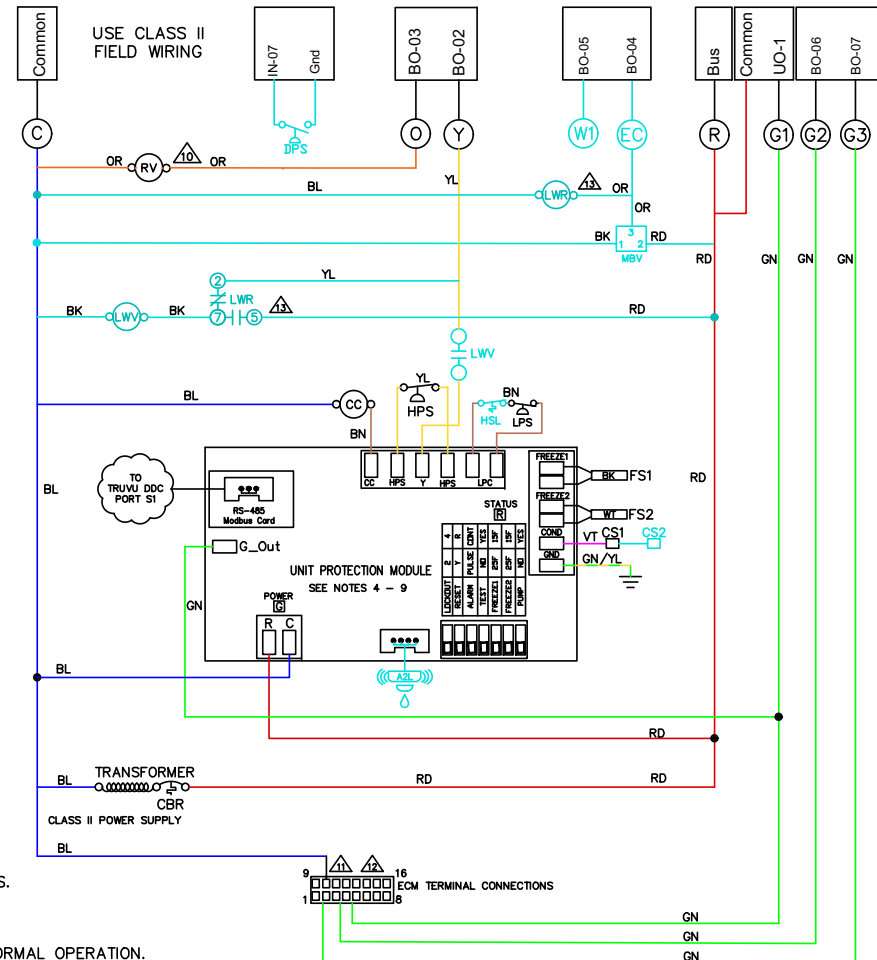 Common
USE CLASS II
FIELD WIRING
IN-07
Gnd
BO-03
BO-02
BO-05
BO-04
Bus
Common
UO-1
BO-06
BO-07
C
DPS
O
Y
W1
EC
R
G1
G2
G3
OR
RV
10
OR
YL
BL
LWR
13
OR
OR
BK
3
1 2
RD
MBV
RD
GN
GN
GN
YL
2
LWR
13
BK
LWV
BK
7
5
RD
LWV
BL
CC
YL
HPS
BN
HSL
LPS
BN
CC
HPS
Y
HPS
LPC
FREEZE1
BK
FS1
FREEZE2
WT
FS2
COND
VT
CS1
CS2
GND
GN/YL
RD
BL
TO
TRUVU DDC
PORT S1
RS-485
Modbus Card
STATUS
R
G_Out
UNIT PROTECTION MODULE
SEE NOTES 4 - 9
LOCKOUT 2 4
RESET Y R
ALARM PULSE CONT
TEST NO YES
FREEZE1 25F 15F
FREEZE2 25F 15F
PUMP NO YES
GN
POWER
G
R C
A2L
BL
RD
TRANSFORMER
BL
CBR
RD
RD
CLASS II POWER SUPPLY
BL
11
12
9
16
ECM TERMINAL CONNECTIONS
1
8
S.
GN
GN
ORMAL OPERATION.
GN